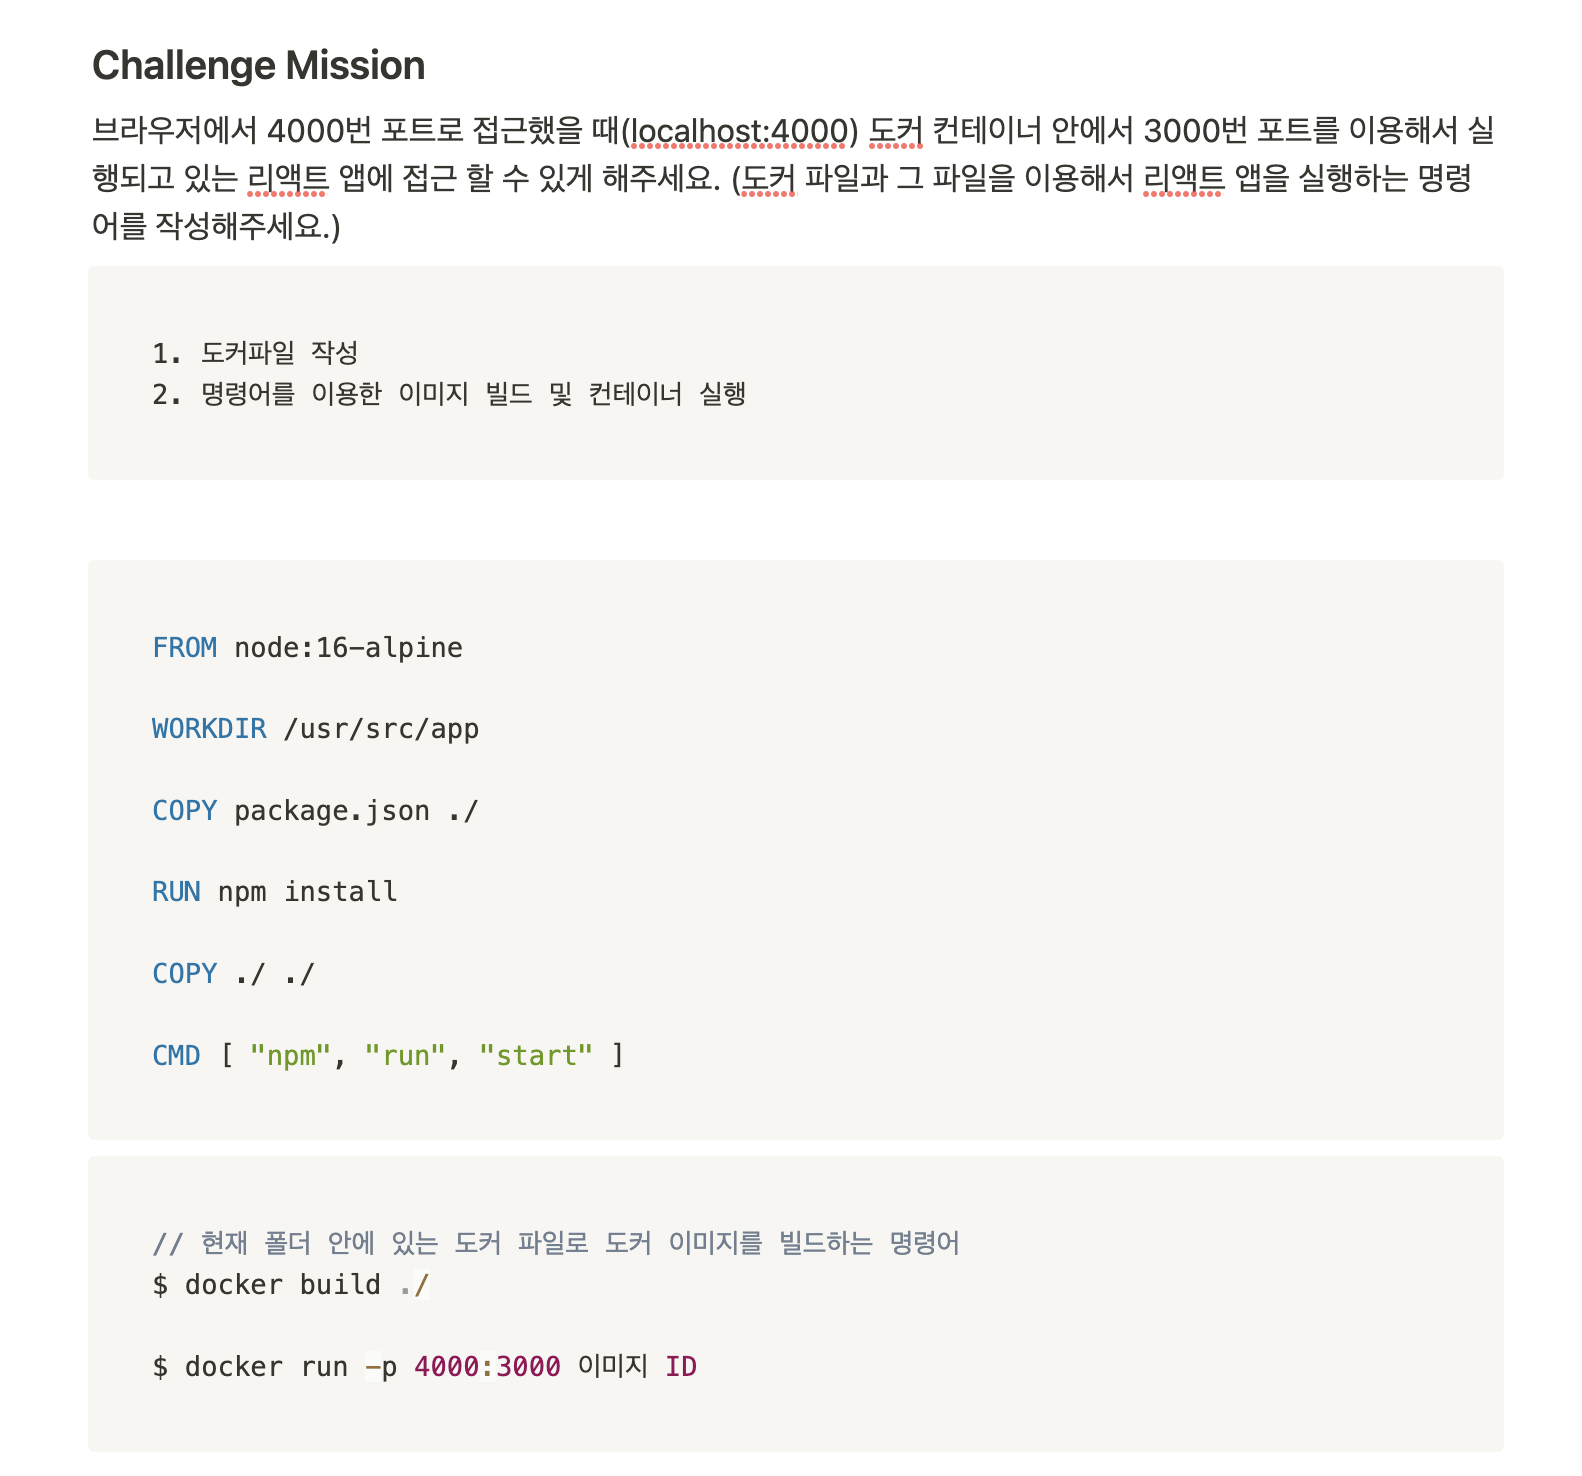 Challenge Mission
브라우저에서 4000번 포트로 접근했을 때(localhost:4000) 도커 컨테이너 안에서 3000번 포트를 이용해서 실
행되고 있는 리액트 앱에 접근 할 수 있게 해주세요. (도커 파일과 그 파일을 이용해서 리액트 앱을 실행하는 명령
어를 작성해주세요.)
1. 도커파일 작성
2. 명령어를 이용한 이미지 빌드 및 컨테이너 실행
FROM node:16-alpine
WORKDIR /usr/src/app
COPY package.json ./
RUN npm install
COPY ./ ./
CMD [ "npm", "run", "start" ]
// 현재 폴더 안에 있는 도커 파일로 도커 이미지를 빌드하는 명령어
$ docker build ./
$ docker run -p 4000:3000 이미지 ID